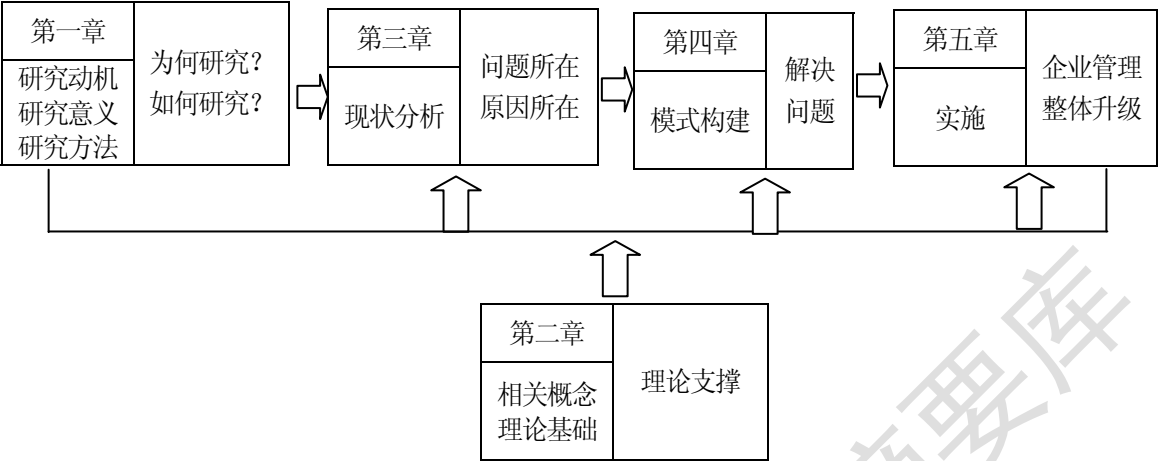 第一章
研究动机
研究意义
研究方法
为何研究?
如何研究?
第三章
现状分析
问题所在
原因所在
第四章
模式构建
解决
问题
第五章
实施
企业管理
整体升级
第二章
相关概念
理论基础
理论支撑
要库